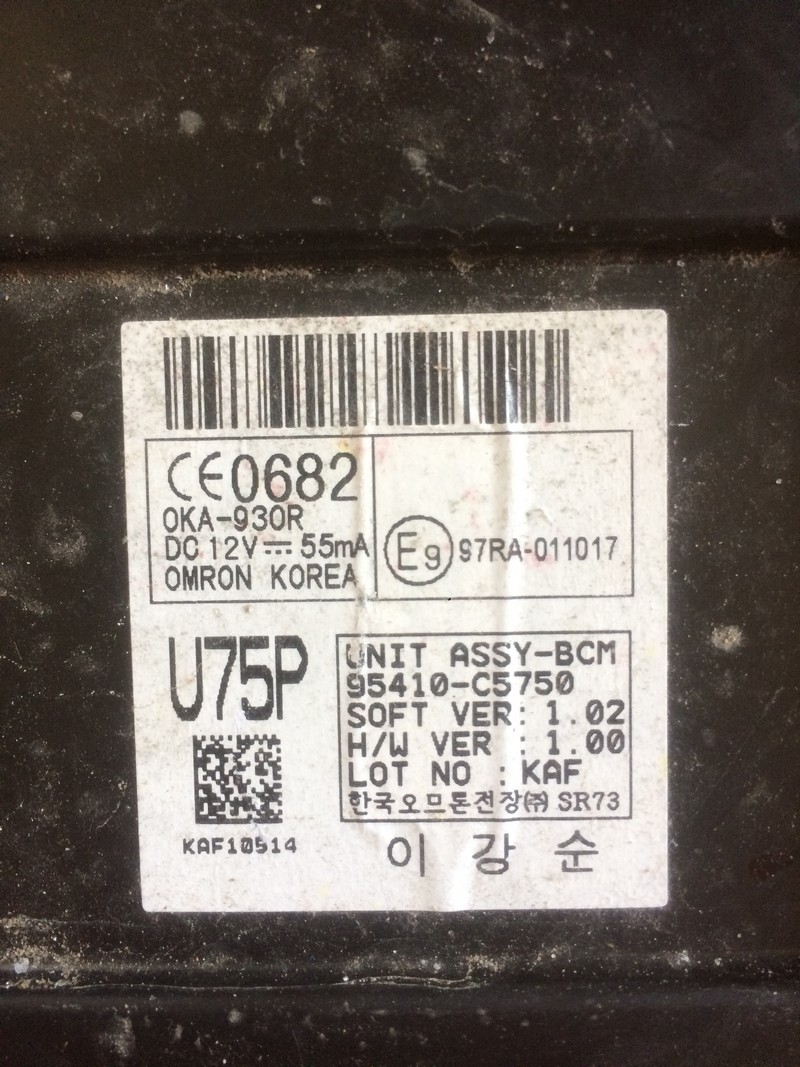 CE0682
OKA-930R
DC 12V⎓ 55mA
OMRON KOREA
E9 97RA-011017
U75P
KAF10514
UNIT ASSY-BCM
95410-C5750
SOFT VER: 1.02
H/W VER : 1.00
LOT NO : KAF
한국오므론전장㈜ SR73
이 강 순